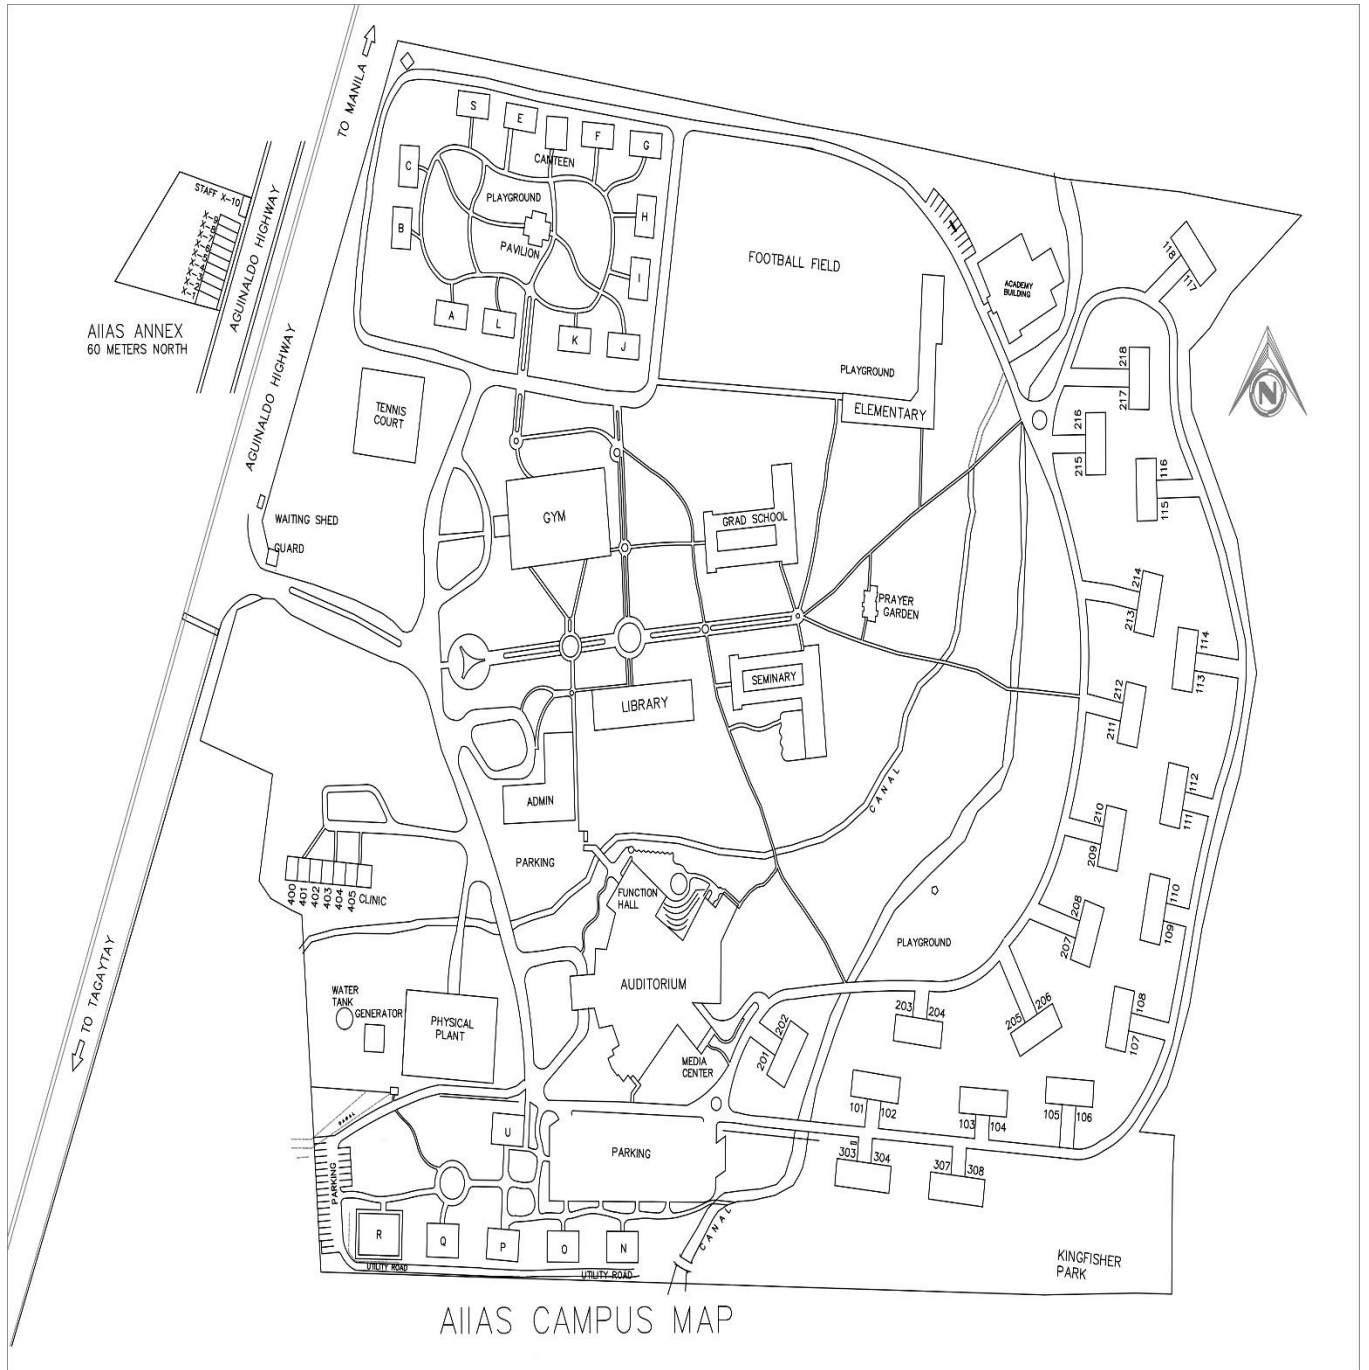 TO MANILA
S
E
F
G
CANTEEN
C
PLAYGROUND
H
B
PAVILION
I
A
L
K
J
STAFF X-10
AGUINALDO HIGHWAY
AIIAS ANNEX
60 METERS NORTH
AGUINALDO HIGHWAY
FOOTBALL FIELD
ACADEMY
BUILDING
118
117
PLAYGROUND
ELEMENTARY
218
217
216
215
116
115
N
TENNIS
COURT
WAITING SHED
GUARD
GYM
GRAD SCHOOL
PRAYER
GARDEN
214
213
114
113
SEMINARY
LIBRARY
212
211
ADMIN
CANAL
112
111
210
209
PARKING
400
401
402
403
404
405
CLINIC
FUNCTION
HALL
110
109
208
207
PLAYGROUND
TO TAGAYTAY
WATER
TANK
GENERATOR
PHYSICAL
PLANT
AUDITORIUM
203
204
205
206
108
107
MEDIA
CENTER
201
202
101
102
103
104
105
106
CANAL
U
PARKING
PARKING
303
304
307
308
R
Q
P
O
N
CANAL
UTILITY ROAD
UTILITY ROAD
KINGFISHER
PARK
AIIAS CAMPUS MAP